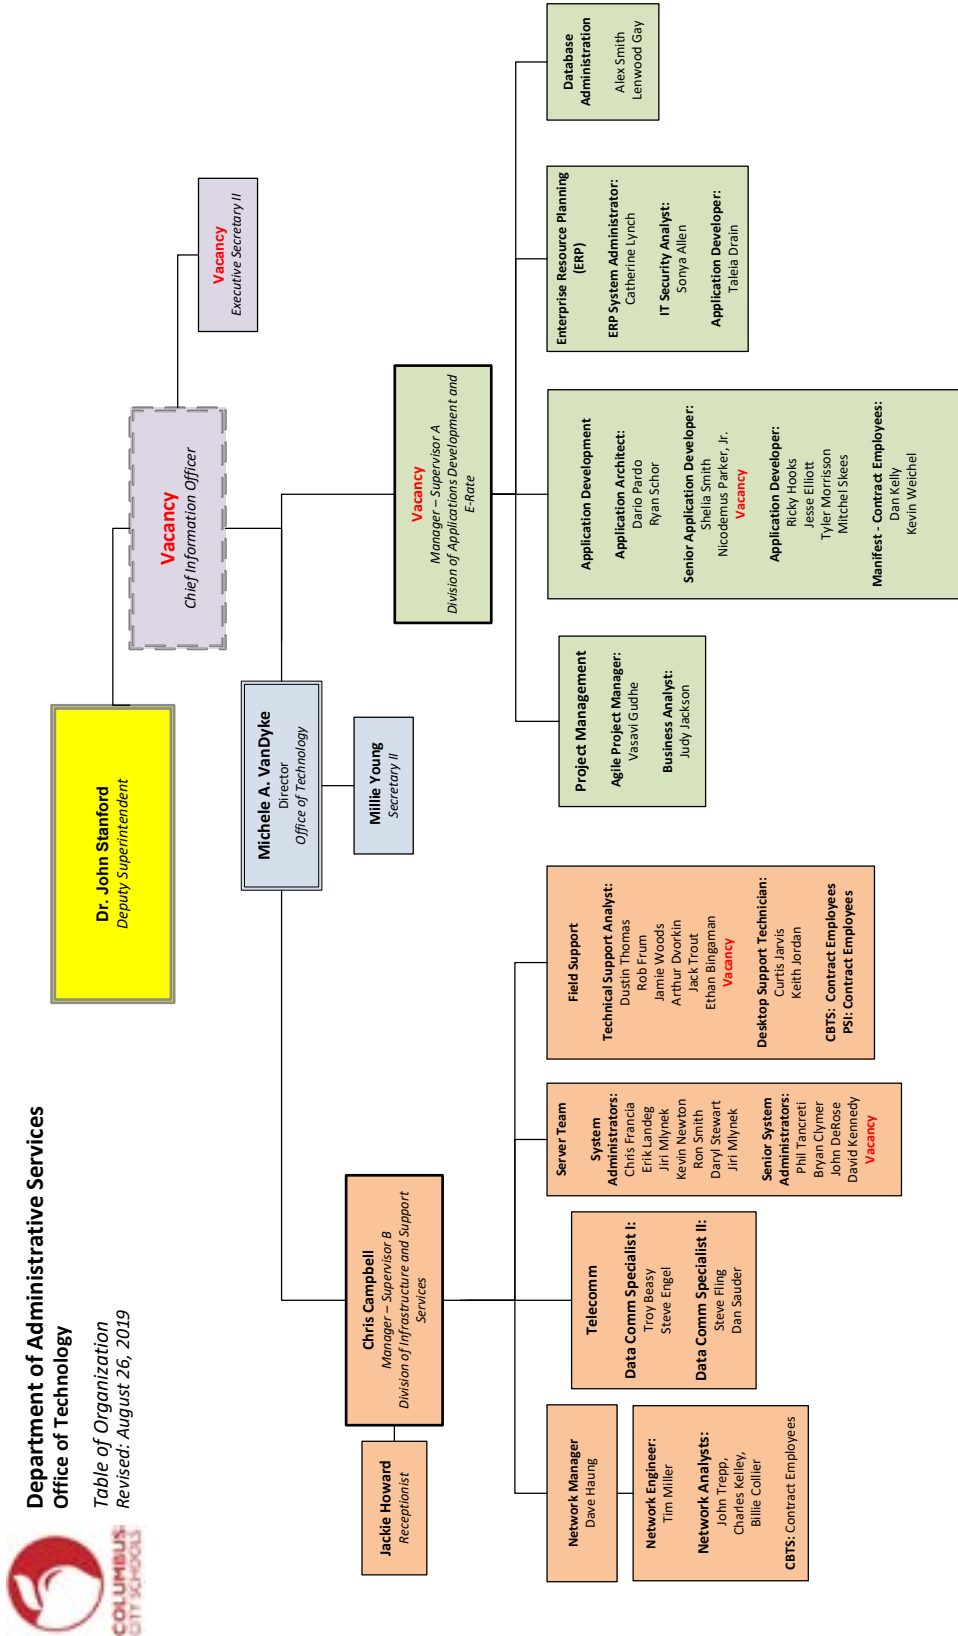 COLUMBUS
CITY SCHOOLS
Department of Administrative Services
Office of Technology
Table of Organization
Revised: August 26, 2019
Dr. John Stanford
Deputy Superintendent
Vacancy
Chief Information Officer
Vacancy
Executive Secretary II
Michele A. VanDyke
Director
Office of Technology
Millie Young
Secretary II
Chris Campbell
Manager – Supervisor B
Division of Infrastructure and Support
Services
Jackie Howard
Receptionist
Vacancy
Manager – Supervisor A
Division of Applications Development and
E-Rate
Network Manager
Dave Haung
Network Engineer:
Tim Miller
Network Analysts:
John Trepp,
Charles Kelley,
Billie Collier
CBTS: Contract Employees
Telecomm
Data Comm Specialist I:
Troy Beasy
Steve Engel
Data Comm Specialist II:
Steve Fling
Dan Sauder
Server Team
System
Administrators:
Chris Francia
Erik Landeg
Jiri Mlynek
Kevin Newton
Ron Smith
Daryl Stewart
Jiri Mlynek
Senior System
Administrators:
Phil Tancreti
Bryan Clymer
John DeRose
David Kennedy
Vacancy
Field Support
Technical Support Analyst:
Dustin Thomas
Rob Frum
Jamie Woods
Arthur Dvorkin
Jack Trout
Ethan Bingaman
Vacancy
Desktop Support Technician:
Curtis Jarvis
Keith Jordan
CBTS: Contract Employees
PSI: Contract Employees
Project Management
Agile Project Manager:
Vasavi Gudhe
Business Analyst:
Judy Jackson
Application Development
Application Architect:
Dario Pardo
Ryan Schor
Senior Application Developer:
Shelia Smith
Nicodemus Parker, Jr.
Vacancy
Application Developer:
Ricky Hooks
Jesse Elliott
Tyler Morrisson
Mitchel Skees
Manifest - Contract Employees:
Dan Kelly
Kevin Weichel
Enterprise Resource Planning
(ERP)
ERP System Administrator:
Catherine Lynch
IT Security Analyst:
Sonya Allen
Application Developer:
Taleia Drain
Database
Administration
Alex Smith
Lenwood Gay